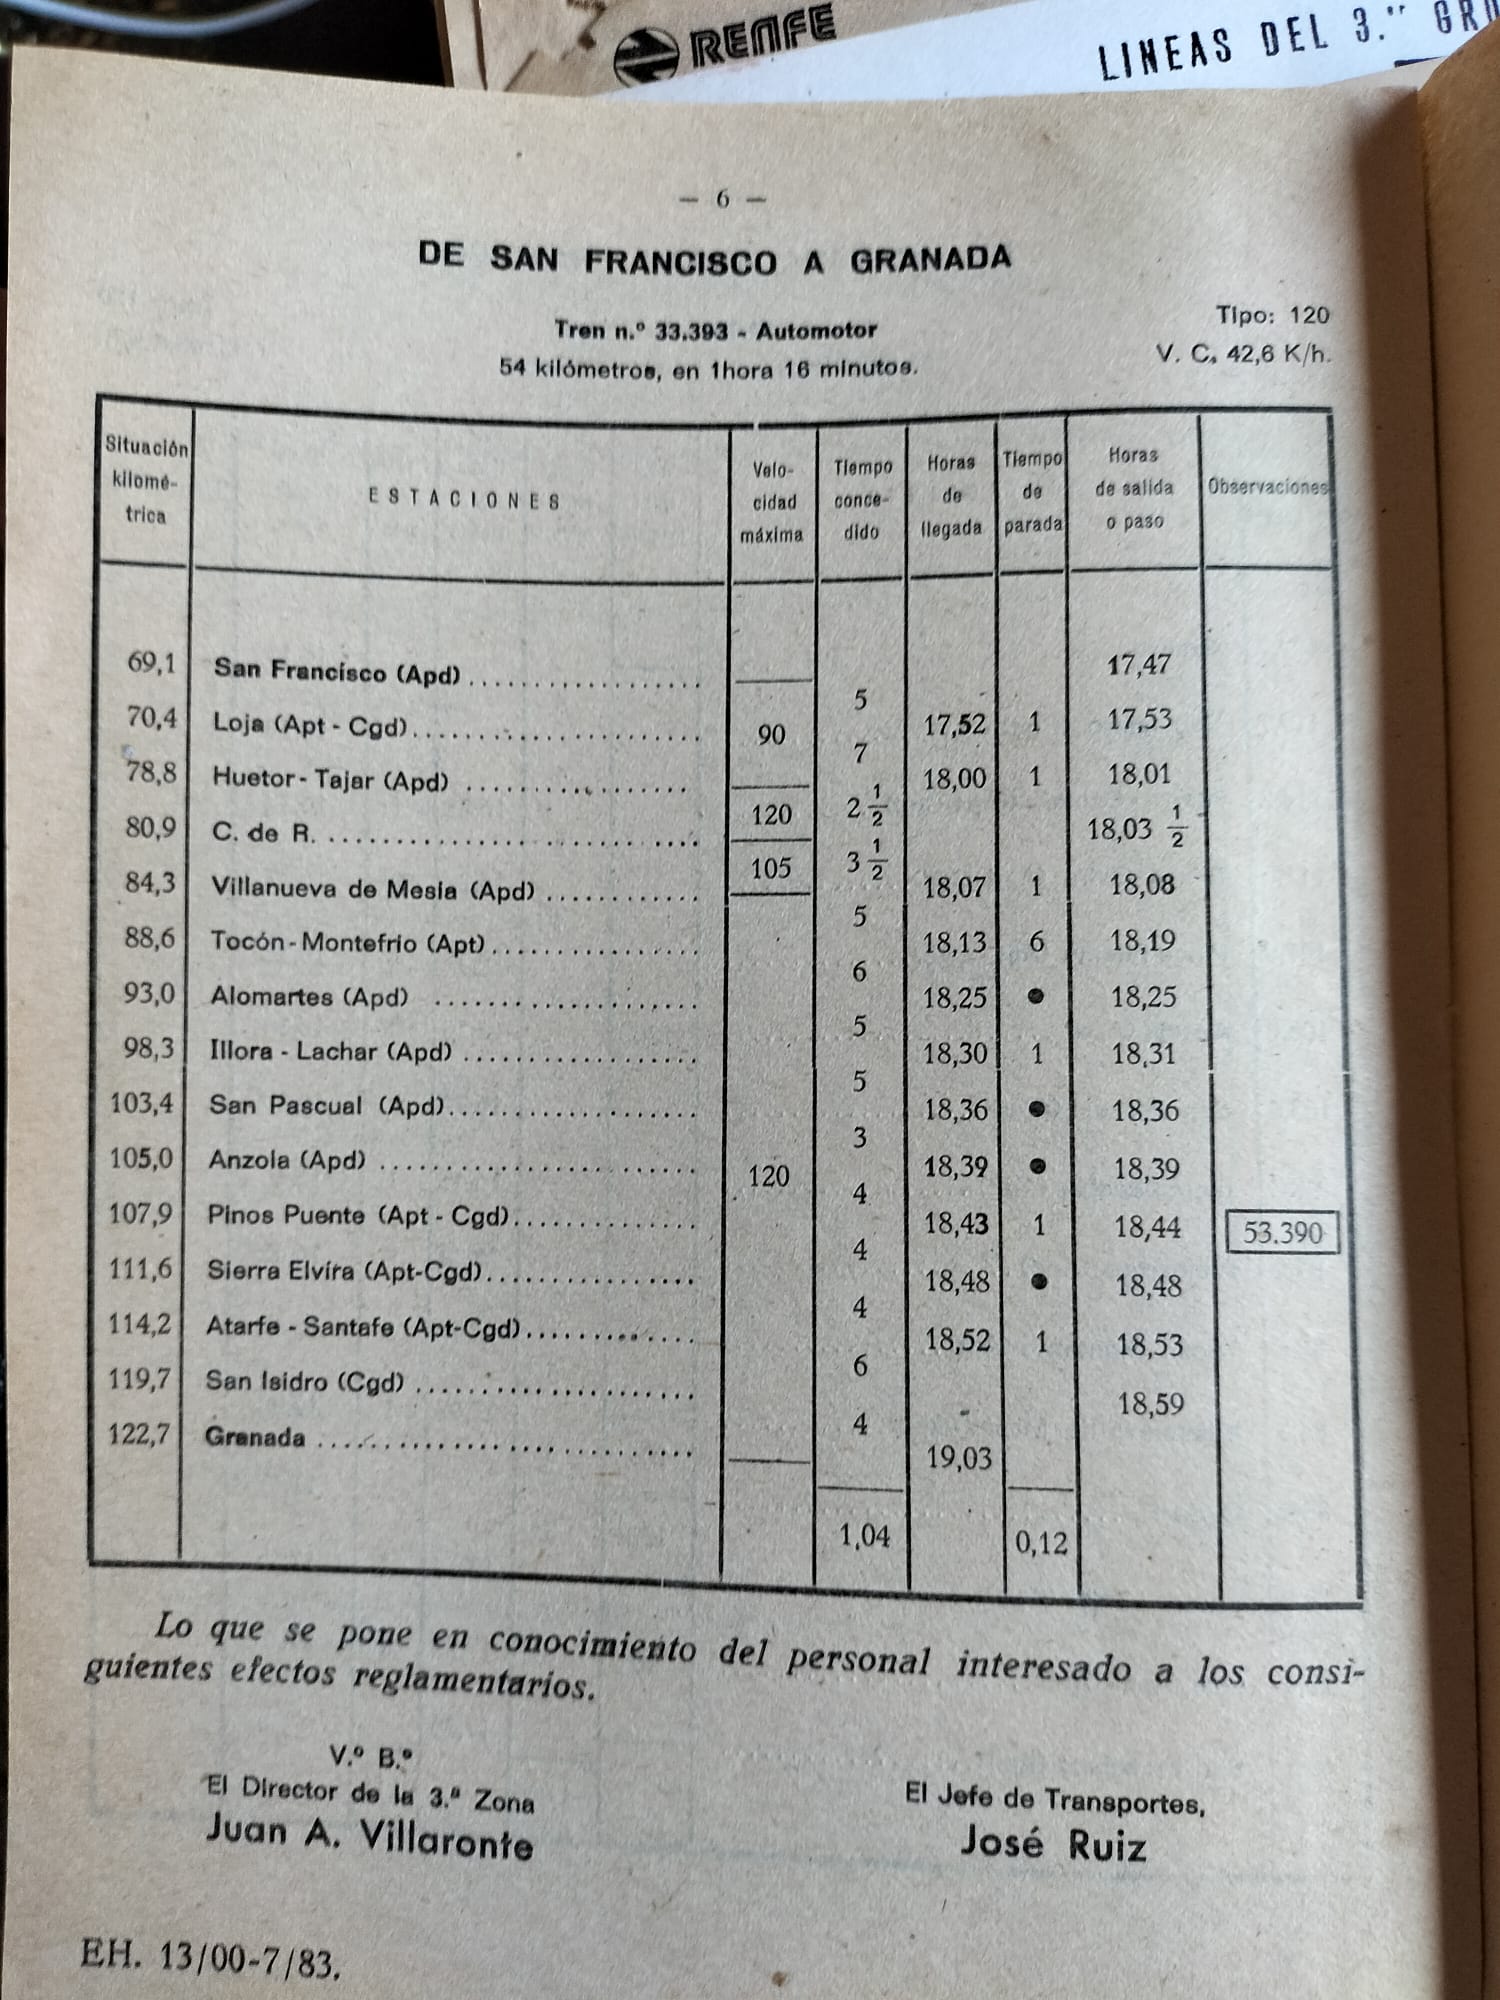 RENFE
LINEAS DEL 3.º
— 6 —
DE SAN FRANCISCO A GRANADA
Tren n.º 33.393 - Automotor
Tipo: 120
54 kilómetros, en 1hora 16 minutos.
V. C. 42,6 K/h.
Situación kilomé- trica | ESTACIONES | Velo- cidad máxima | Tiempo conce- dido | Horas de llegada | Tiempo de parada | Horas de salida o paso | Observaciones
69,1 San Francisco (Apd) 17,47
5
70,4 Loja (Apt - Cgd) 90 17,52 1 17,53
7
78,8 Huetor - Tajar (Apd) 18,00 1 18,01
120 2 1/2
80,9 C. de R. 18,03 1/2
105 3 1/2
84,3 Villanueva de Mesia (Apd) 18,07 1 18,08
5
88,6 Tocón - Montefrio (Apt) 18,13 6 18,19
6
93,0 Alomartes (Apd) 18,25 ● 18,25
5
98,3 Illora - Lachar (Apd) 18,30 1 18,31
5
103,4 San Pascual (Apd) 18,36 ● 18,36
3
105,0 Anzola (Apd) 120 18,39 ● 18,39
4
107,9 Pinos Puente (Apt - Cgd) 18,43 1 18,44 53.390
4
111,6 Sierra Elvira (Apt-Cgd) 18,48 ● 18,48
4
114,2 Atarfe - Santafe (Apt-Cgd) 18,52 1 18,53
6
119,7 San Isidro (Cgd) 18,59
4
122,7 Granada 19,03
1,04 0,12
Lo que se pone en conocimiento del personal interesado a los consi-
guientes efectos reglamentarios.
V.º B.º
El Director de la 3.ª Zona
Juan A. Villaronte
El Jefe de Transportes,
José Ruiz
EH. 13/00-7/83.